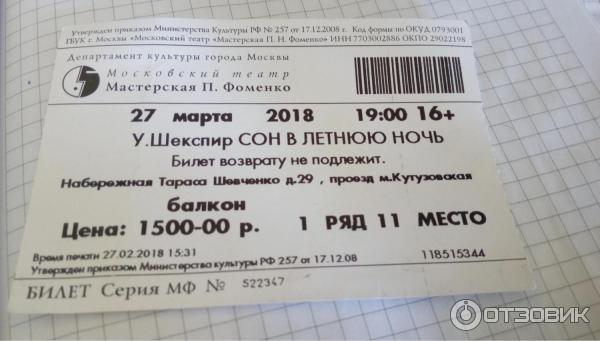 Утвержден приказом Министерства Культуры РФ № 257 от 17.12.2008 г. Код формы по ОКУД 0793001
ГБУК г. Москвы «Московский театр «Мастерская П. Н. Фоменко» ИНН 7703002886 ОКПО 29022198
Департамент культуры города Москвы
Московский театр
Мастерская П. Фоменко
27 марта 2018 19:00 16+
У.Шекспир СОН В ЛЕТНЮЮ НОЧЬ
Билет возврату не подлежит.
Набережная Тараса Шевченко д.29 , проезд м.Кутузовская
балкон
Цена: 1500-00 р. 1 РЯД 11 МЕСТО
Время печати 27.02.2018 15:31 118515344
Утвержден приказом Министерства культуры РФ 257 от 17.12.08
БИЛЕТ Серия МФ № 522347
ОТЗОВИК